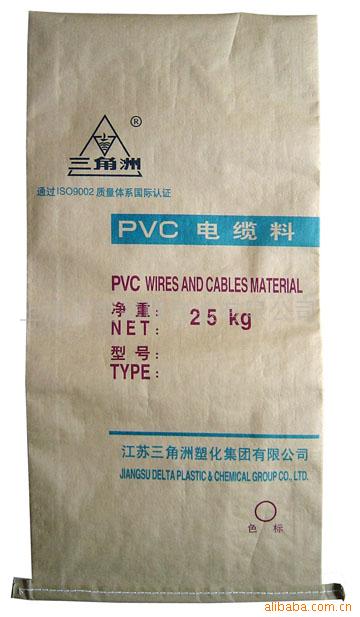 ®
三角洲
通过ISO9002质量体系国际认证
PVC 电缆料
PVC WIRES AND CABLES MATERIAL
净重: 25 kg
NET:
型号:
TYPE:
江苏三角洲塑化集团有限公司
JIANGSU DELTA PLASTIC & CHEMICAL GROUP CO., LTD.
色 标
alibaba.com.cn